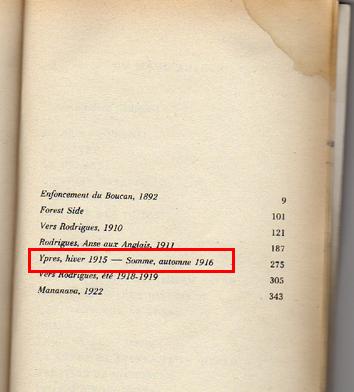 Enfoncement du Boucan, 1892 9
Forest Side 101
Vers Rodrigues, 1910 121
Rodrigues, Anse aux Anglais, 1911 187
Ypres, hiver 1915 — Somme, automne 1916 275
Vers Rodrigues, été 1918-1919 305
Mananava, 1922 343